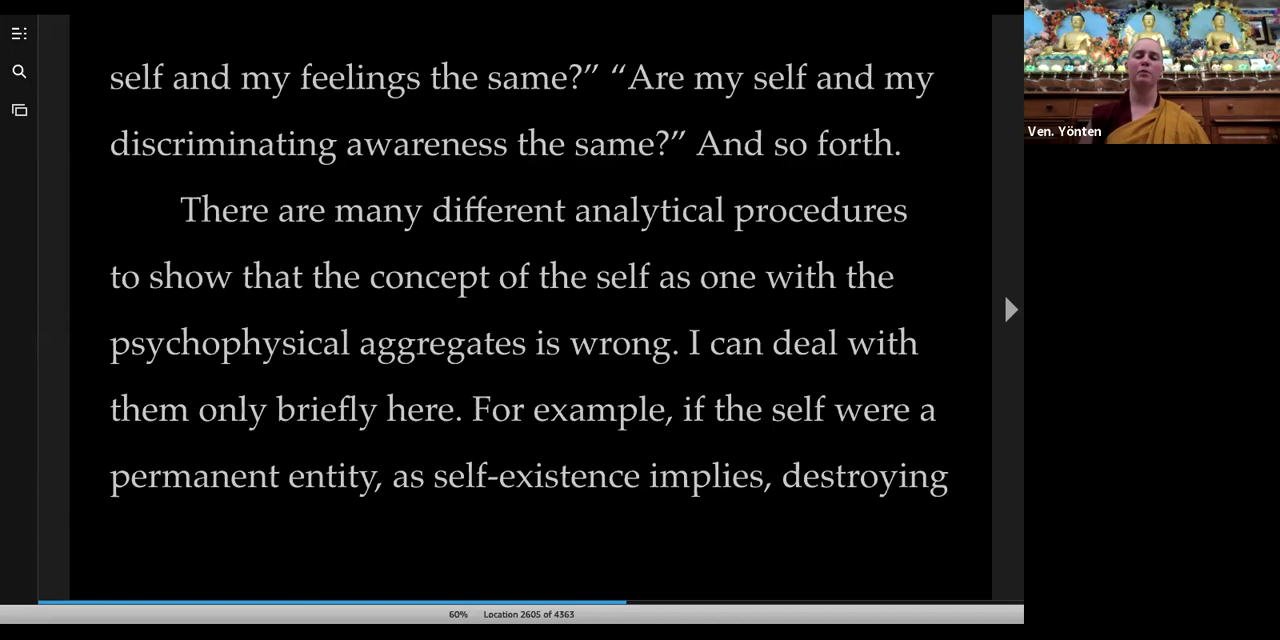 self and my feelings the same?” “Are my self and my
discriminating awareness the same?” And so forth.
There are many different analytical procedures
to show that the concept of the self as one with the
psychophysical aggregates is wrong. I can deal with
them only briefly here. For example, if the self were a
permanent entity, as self-existence implies, destroying
60% Location 2605 of 4363
Ven. Yönten